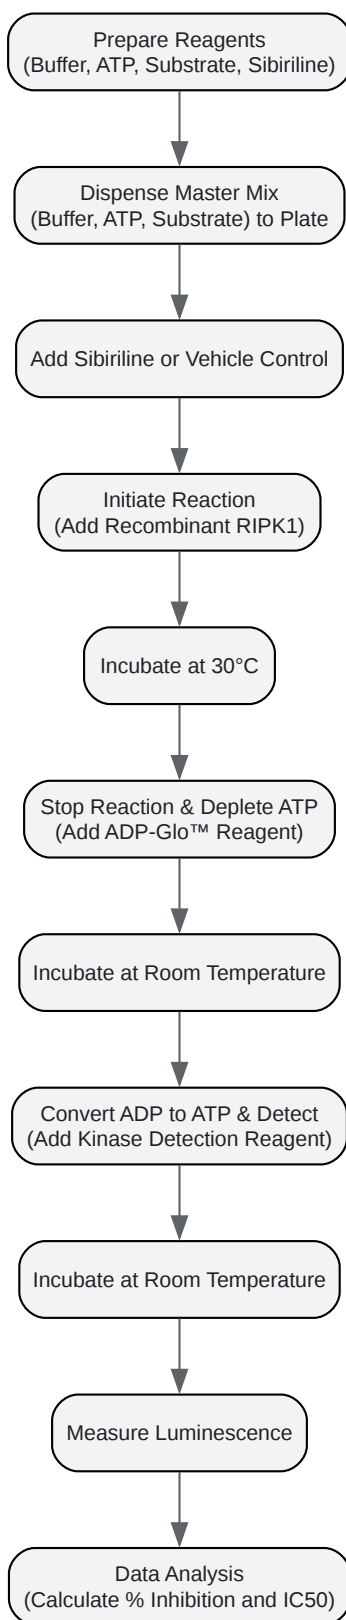 Prepare Reagents
(Buffer, ATP, Substrate, Sibiriline)
Dispense Master Mix
(Buffer, ATP, Substrate) to Plate
Add Sibiriline or Vehicle Control
Initiate Reaction
(Add Recombinant RIPK1)
Incubate at 30°C
Stop Reaction & Deplete ATP
(Add ADP-Glo™ Reagent)
Incubate at Room Temperature
Convert ADP to ATP & Detect
(Add Kinase Detection Reagent)
Incubate at Room Temperature
Measure Luminescence
Data Analysis
(Calculate % Inhibition and IC50)